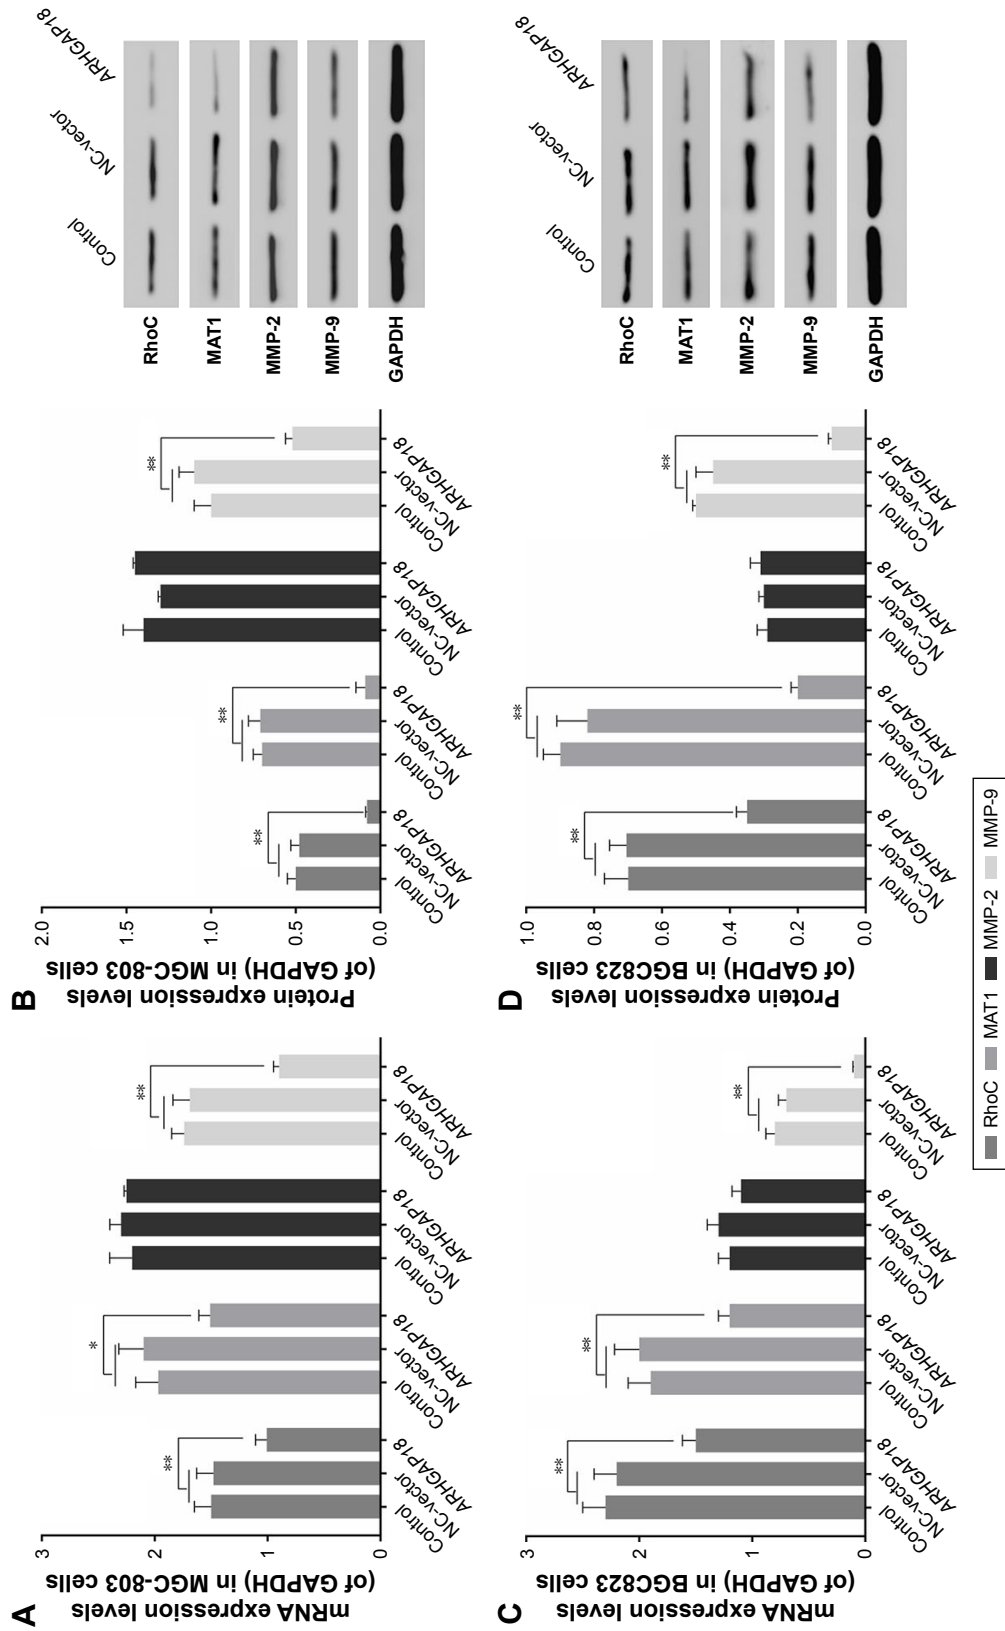 A
mRNA expression levels
(of GAPDH) in MGC-803 cells
3
2
1
0
**
*
**
Control
NC-vector
ARHGAP18
Control
NC-vector
ARHGAP18
Control
NC-vector
ARHGAP18
Control
NC-vector
ARHGAP18
B
Protein expression levels
(of GAPDH) in MGC-803 cells
2.0
1.5
1.0
0.5
0.0
**
**
**
Control
NC-vector
ARHGAP18
Control
NC-vector
ARHGAP18
Control
NC-vector
ARHGAP18
Control
NC-vector
ARHGAP18
Control
NC-vector
ARHGAP18
RhoC
MAT1
MMP-2
MMP-9
GAPDH
C
mRNA expression levels
(of GAPDH) in BGC823 cells
3
2
1
0
**
**
**
Control
NC-vector
ARHGAP18
Control
NC-vector
ARHGAP18
Control
NC-vector
ARHGAP18
Control
NC-vector
ARHGAP18
D
Protein expression levels
(of GAPDH) in BGC823 cells
1.0
0.8
0.6
0.4
0.2
0.0
**
**
**
Control
NC-vector
ARHGAP18
Control
NC-vector
ARHGAP18
Control
NC-vector
ARHGAP18
Control
NC-vector
ARHGAP18
Control
NC-vector
ARHGAP18
RhoC
MAT1
MMP-2
MMP-9
GAPDH
RhoC MAT1 MMP-2 MMP-9